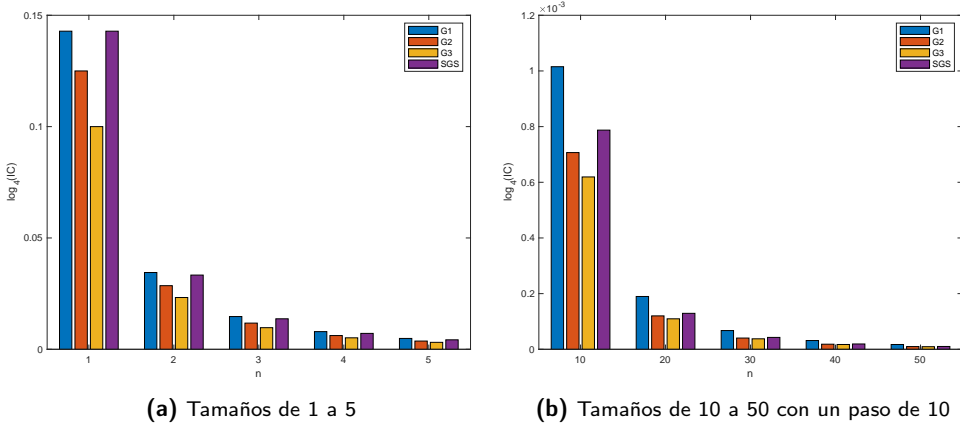 0.15
0.1
0.05
0
log4(IC)
1
2
3
4
5
n
G1
G2
G3
SGS
(a) Tamaños de 1 a 5
×10-3
1.2
1
0.8
0.6
0.4
0.2
0
log4(IC)
10
20
30
40
50
n
G1
G2
G3
SGS
(b) Tamaños de 10 a 50 con un paso de 10